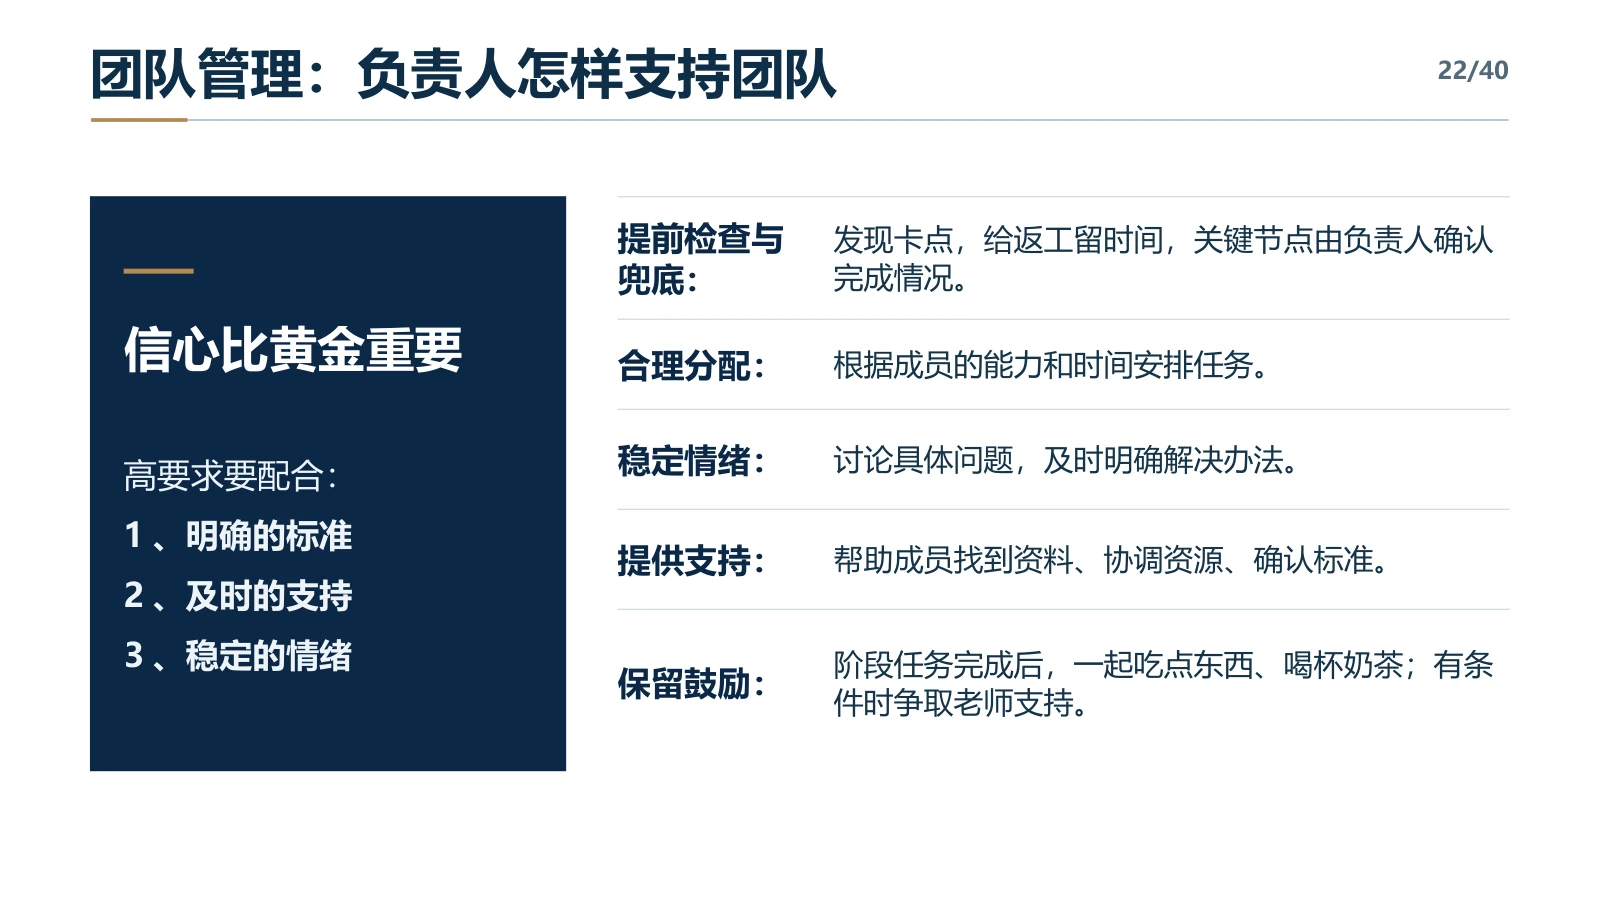 团队管理：负责人怎样支持团队
22/40
信心比黄金重要
高要求要配合：
1、明确的标准
2、及时的支持
3、稳定的情绪
提前检查与
兜底：
发现卡点，给返工留时间，关键节点由负责人确认
完成情况。
合理分配：
根据成员的能力和时间安排任务。
稳定情绪：
讨论具体问题，及时明确解决办法。
提供支持：
帮助成员找到资料、协调资源、确认标准。
保留鼓励：
阶段任务完成后，一起吃点东西、喝杯奶茶；有条
件时争取老师支持。